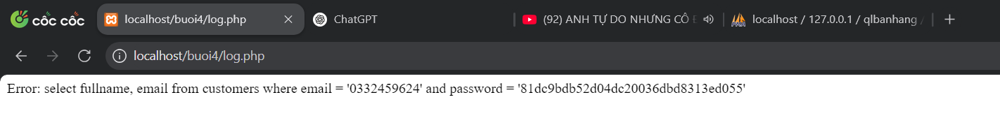 cốc cốc
localhost/buoi4/log.php
ChatGPT
(92) ANH TỰ DO NHƯNG CÔ
localhost / 127.0.0.1 / qlbanhang
localhost/buoi4/log.php
Error: select fullname, email from customers where email = '0332459624' and password = '81dc9bdb52d04dc20036dbd8313ed055'